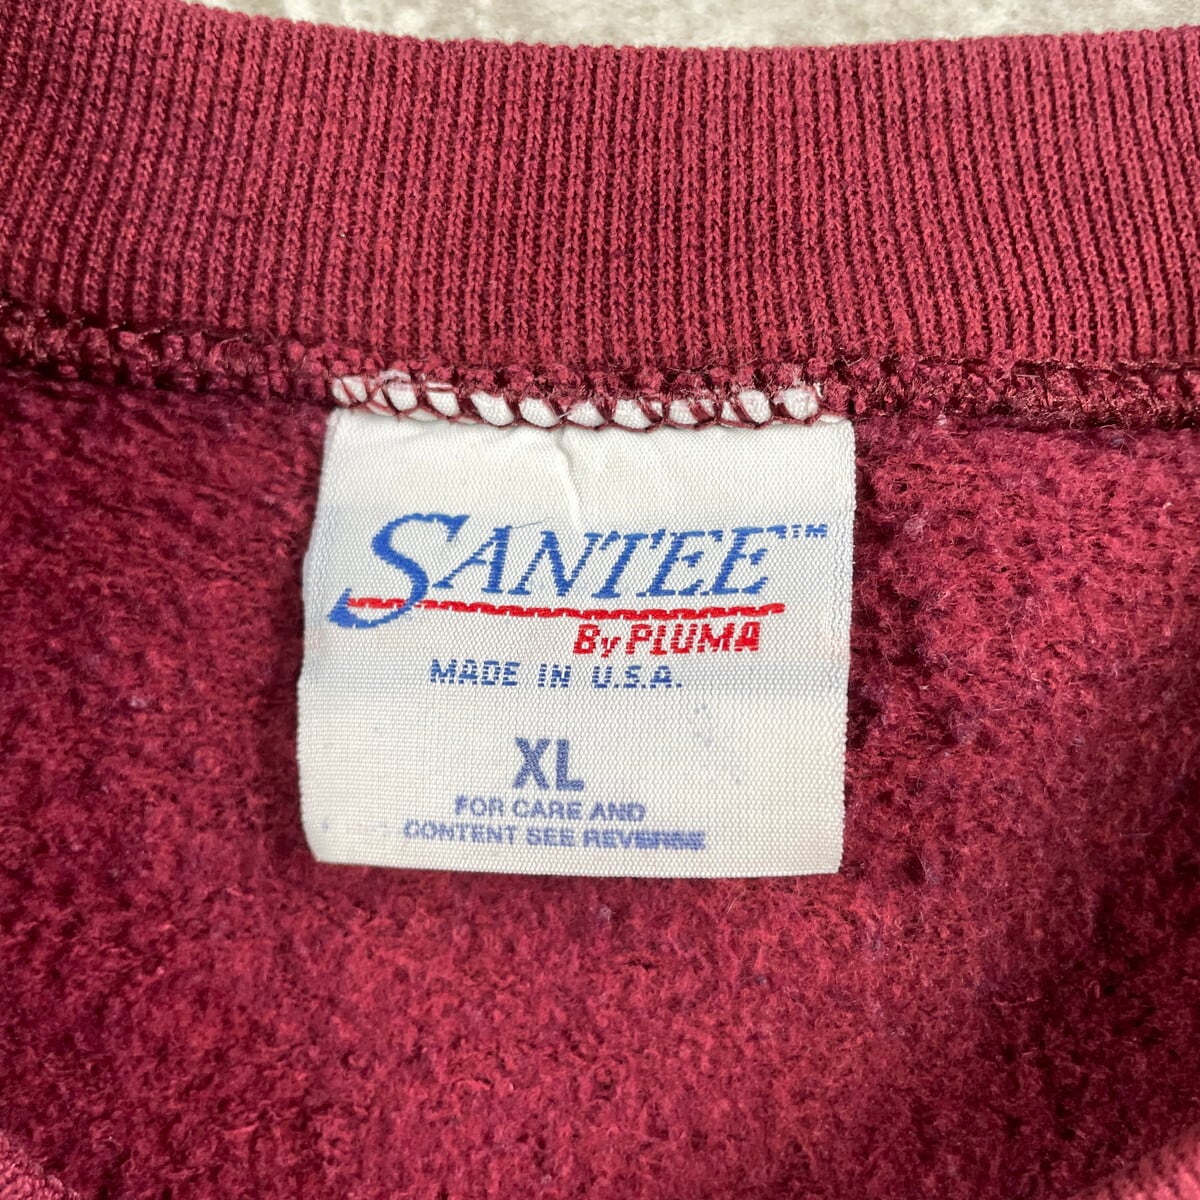 SANTEE™
By PLUMA
MADE IN U.S.A.
XL
FOR CARE AND
CONTENT SEE REVERSE